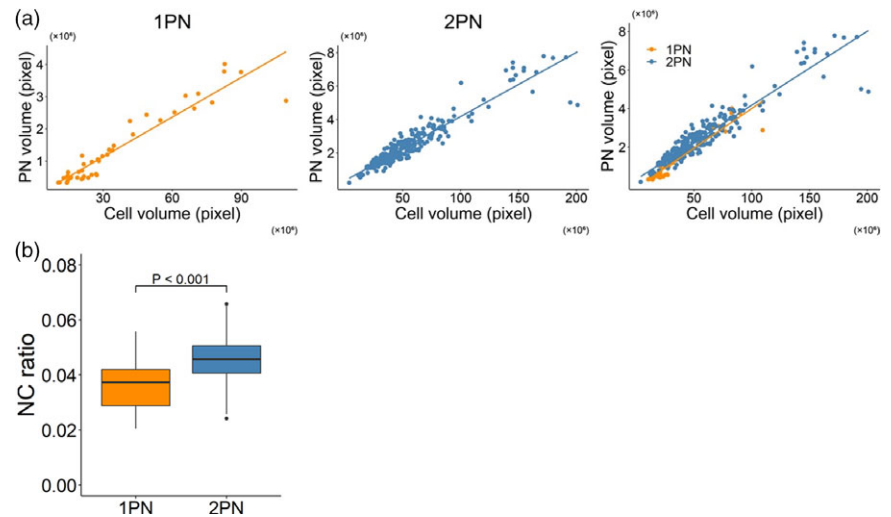 (a)
1PN
2PN
(×10⁶)
4
3
2
1
PN volume (pixel)
30
60
90
Cell volume (pixel)
(×10⁶)
(×10⁶)
8
6
4
2
PN volume (pixel)
50
100
150
200
Cell volume (pixel)
(×10⁶)
(×10⁶)
8
6
4
2
PN volume (pixel)
1PN
2PN
50
100
150
200
Cell volume (pixel)
(×10⁶)
(b)
0.08
0.06
0.04
0.02
0.00
NC ratio
P < 0.001
1PN
2PN